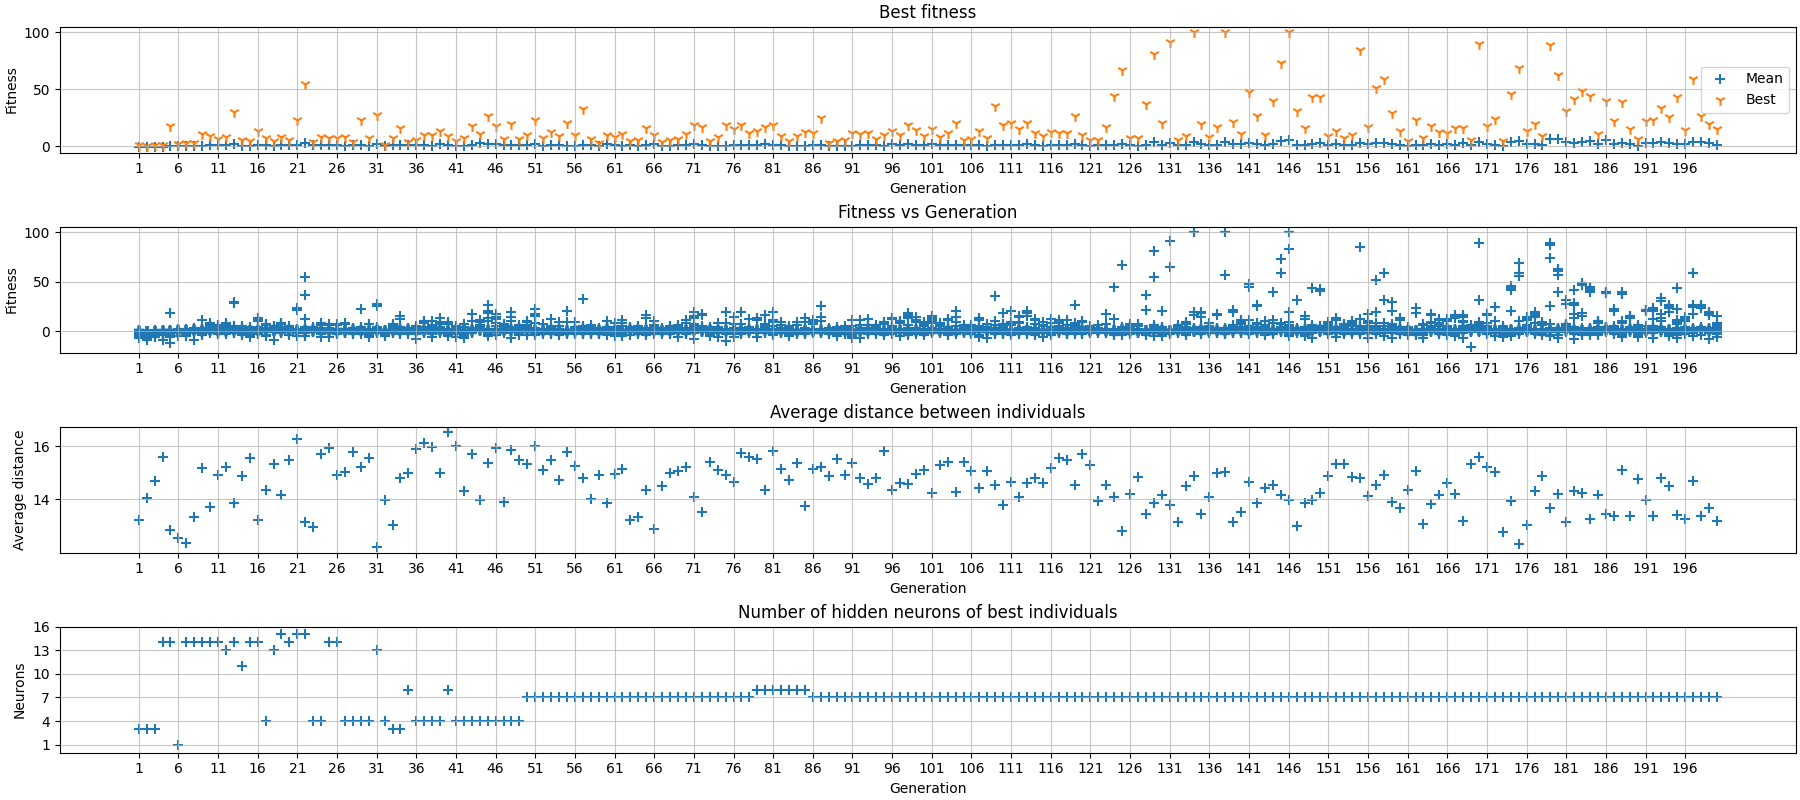 Best fitness
100
50
0
Fitness
Mean
Best
1 6 11 16 21 26 31 36 41 46 51 56 61 66 71 76 81 86 91 96 101 106 111 116 121 126 131 136 141 146 151 156 161 166 171 176 181 186 191 196
Generation
Fitness vs Generation
100
50
0
Fitness
1 6 11 16 21 26 31 36 41 46 51 56 61 66 71 76 81 86 91 96 101 106 111 116 121 126 131 136 141 146 151 156 161 166 171 176 181 186 191 196
Generation
Average distance between individuals
16
14
Average distance
1 6 11 16 21 26 31 36 41 46 51 56 61 66 71 76 81 86 91 96 101 106 111 116 121 126 131 136 141 146 151 156 161 166 171 176 181 186 191 196
Generation
Number of hidden neurons of best individuals
16
13
10
7
4
1
Neurons
1 6 11 16 21 26 31 36 41 46 51 56 61 66 71 76 81 86 91 96 101 106 111 116 121 126 131 136 141 146 151 156 161 166 171 176 181 186 191 196
Generation